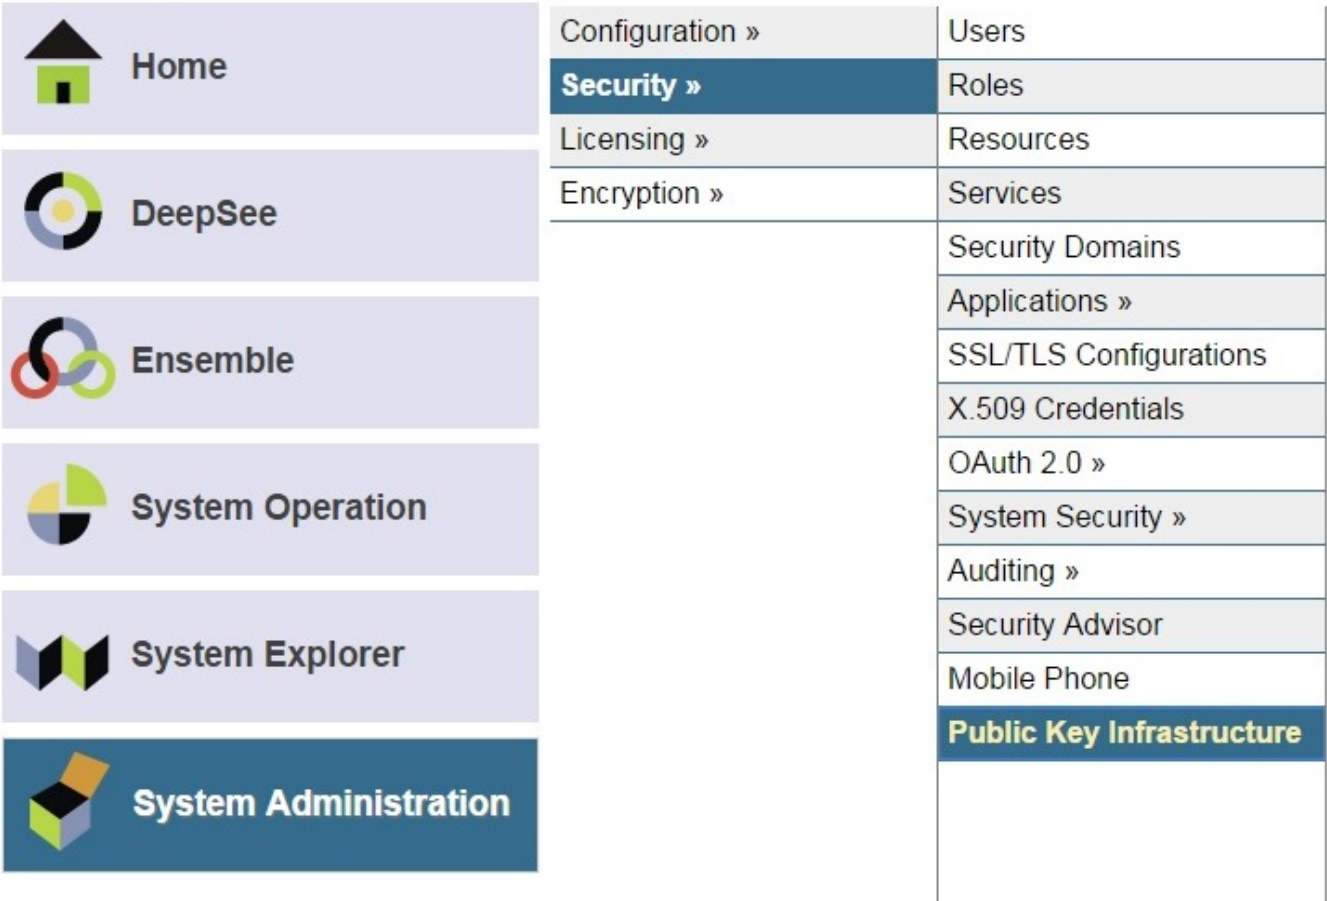 Home
DeepSee
Ensemble
System Operation
System Explorer
System Administration
Configuration »
Security »
Licensing »
Encryption »
Users
Roles
Resources
Services
Security Domains
Applications »
SSL/TLS Configurations
X.509 Credentials
OAuth 2.0 »
System Security »
Auditing »
Security Advisor
Mobile Phone
Public Key Infrastructure